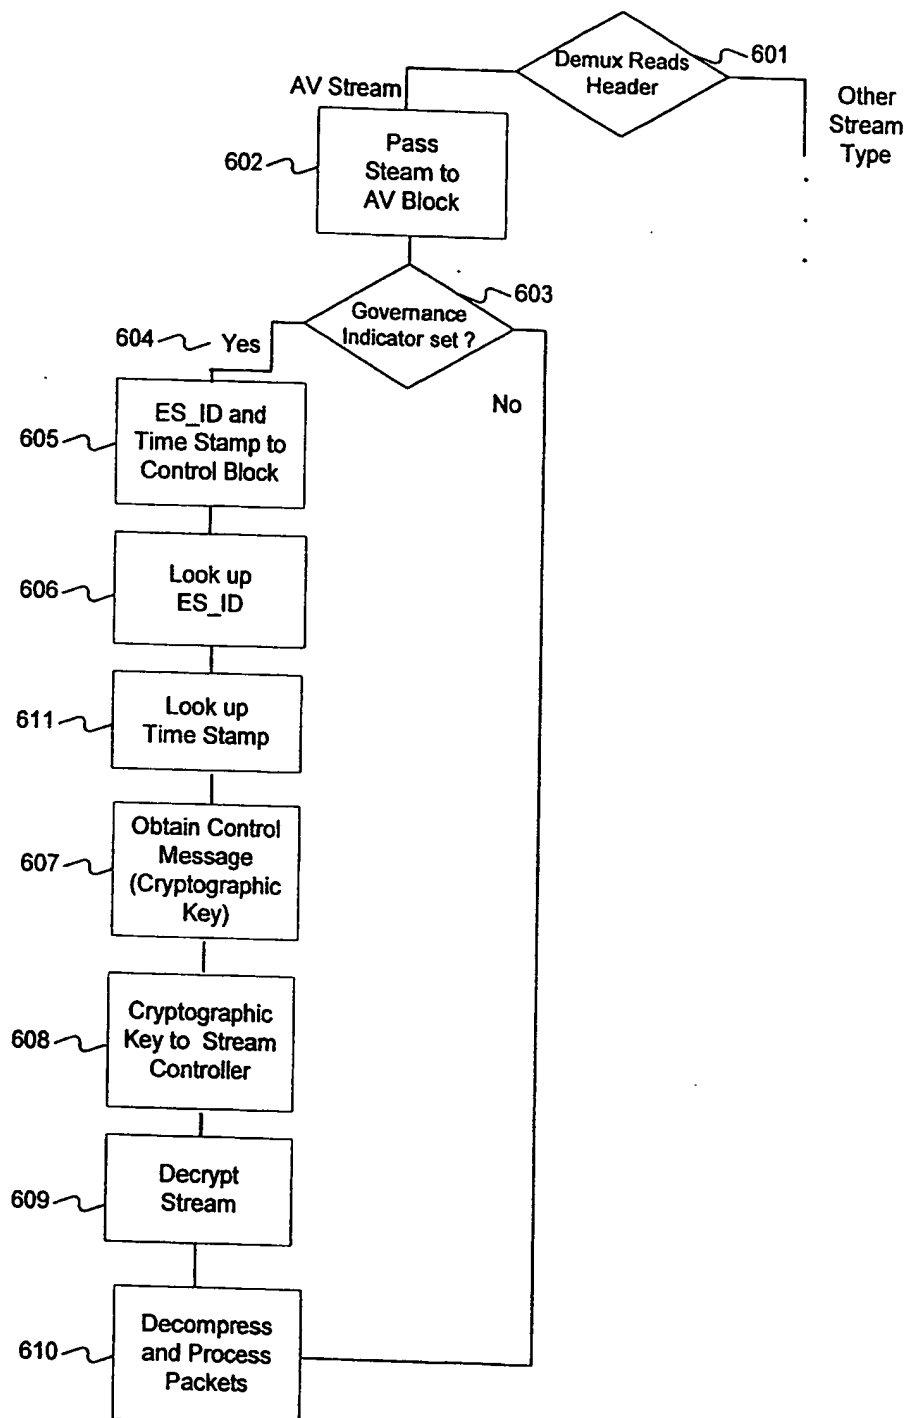 Demux Reads
Header
601
AV Stream
Other
Stream
Type
602
Pass
Steam to
AV Block
603
Governance
Indicator set ?
604
Yes
No
605
ES_ID and
Time Stamp to
Control Block
606
Look up
ES_ID
611
Look up
Time Stamp
607
Obtain Control
Message
(Cryptographic
Key)
608
Cryptographic
Key to Stream
Controller
609
Decrypt
Stream
610
Decompress
and Process
Packets